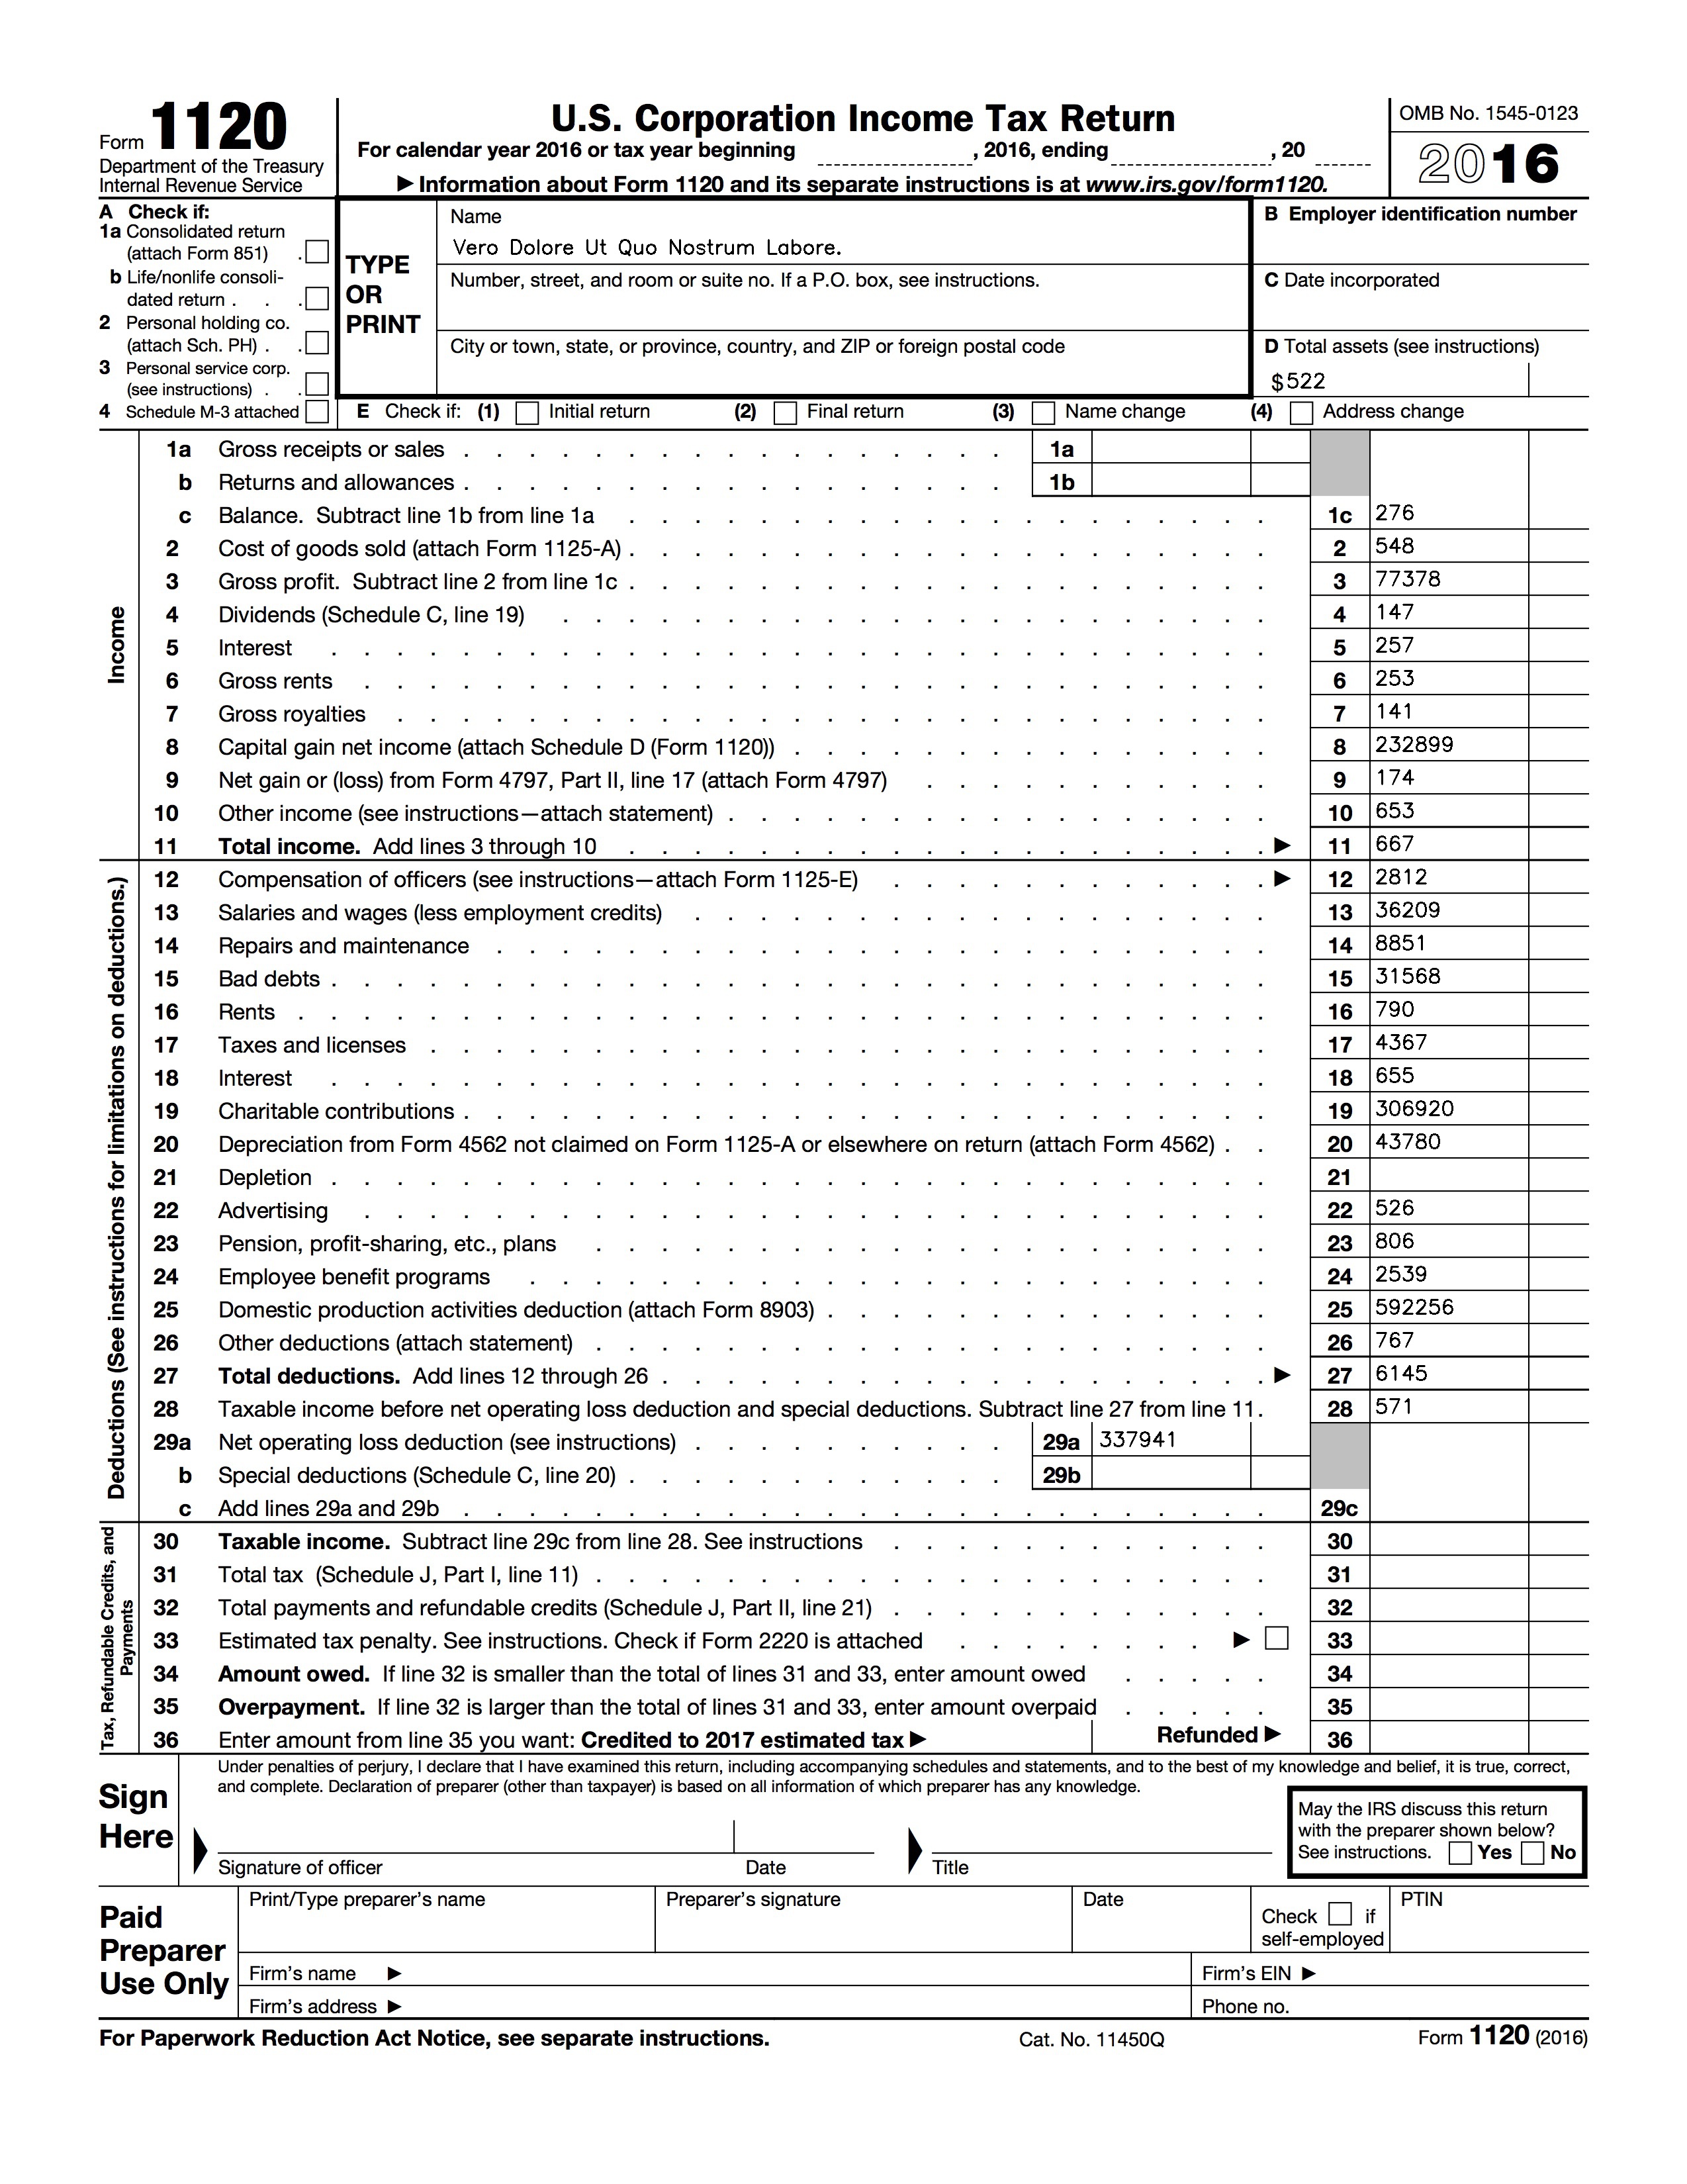 Form 1120
Department of the Treasury
Internal Revenue Service
U.S. Corporation Income Tax Return
For calendar year 2016 or tax year beginning , 2016, ending , 20
▶ Information about Form 1120 and its separate instructions is at www.irs.gov/form1120.
OMB No. 1545-0123
2016
A Check if:
1a Consolidated return
(attach Form 851) .
b Life/nonlife consoli-
dated return . . .
2 Personal holding co.
(attach Sch. PH) . .
3 Personal service corp.
(see instructions) . .
4 Schedule M-3 attached
TYPE
OR
PRINT
Name
Vero Dolore Ut Quo Nostrum Labore.
Number, street, and room or suite no. If a P.O. box, see instructions.
City or town, state, or province, country, and ZIP or foreign postal code
B Employer identification number
C Date incorporated
D Total assets (see instructions)
$ 522
E Check if: (1) Initial return (2) Final return (3) Name change (4) Address change
Income
1a Gross receipts or sales 1a
b Returns and allowances 1b
c Balance. Subtract line 1b from line 1a 1c 276
2 Cost of goods sold (attach Form 1125-A) 2 548
3 Gross profit. Subtract line 2 from line 1c 3 77378
4 Dividends (Schedule C, line 19) 4 147
5 Interest 5 257
6 Gross rents 6 253
7 Gross royalties 7 141
8 Capital gain net income (attach Schedule D (Form 1120)) 8 232899
9 Net gain or (loss) from Form 4797, Part II, line 17 (attach Form 4797) 9 174
10 Other income (see instructions—attach statement) 10 653
11 Total income. Add lines 3 through 10 ▶ 11 667
Deductions (See instructions for limitations on deductions.)
12 Compensation of officers (see instructions—attach Form 1125-E) ▶ 12 2812
13 Salaries and wages (less employment credits) 13 36209
14 Repairs and maintenance 14 8851
15 Bad debts 15 31568
16 Rents 16 790
17 Taxes and licenses 17 4367
18 Interest 18 655
19 Charitable contributions 19 306920
20 Depreciation from Form 4562 not claimed on Form 1125-A or elsewhere on return (attach Form 4562) 20 43780
21 Depletion 21
22 Advertising 22 526
23 Pension, profit-sharing, etc., plans 23 806
24 Employee benefit programs 24 2539
25 Domestic production activities deduction (attach Form 8903) 25 592256
26 Other deductions (attach statement) 26 767
27 Total deductions. Add lines 12 through 26 ▶ 27 6145
28 Taxable income before net operating loss deduction and special deductions. Subtract line 27 from line 11. 28 571
29a Net operating loss deduction (see instructions) 29a 337941
b Special deductions (Schedule C, line 20) 29b
c Add lines 29a and 29b 29c
Tax, Refundable Credits, and
Payments
30 Taxable income. Subtract line 29c from line 28. See instructions 30
31 Total tax (Schedule J, Part I, line 11) 31
32 Total payments and refundable credits (Schedule J, Part II, line 21) 32
33 Estimated tax penalty. See instructions. Check if Form 2220 is attached ▶ 33
34 Amount owed. If line 32 is smaller than the total of lines 31 and 33, enter amount owed 34
35 Overpayment. If line 32 is larger than the total of lines 31 and 33, enter amount overpaid 35
36 Enter amount from line 35 you want: Credited to 2017 estimated tax ▶ Refunded ▶ 36
Sign
Here
Under penalties of perjury, I declare that I have examined this return, including accompanying schedules and statements, and to the best of my knowledge and belief, it is true, correct,
and complete. Declaration of preparer (other than taxpayer) is based on all information of which preparer has any knowledge.
Signature of officer Date Title
May the IRS discuss this return
with the preparer shown below?
See instructions. Yes No
Paid
Preparer
Use Only
Print/Type preparer's name Preparer's signature Date
Check if
self-employed
PTIN
Firm's name ▶ Firm's EIN ▶
Firm's address ▶ Phone no.
For Paperwork Reduction Act Notice, see separate instructions. Cat. No. 11450Q Form 1120 (2016)